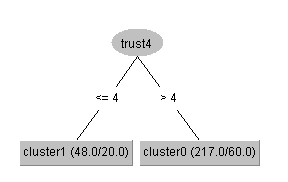 trust4
<= 4
> 4
cluster1 (48.0/20.0)
cluster0 (217.0/60.0)